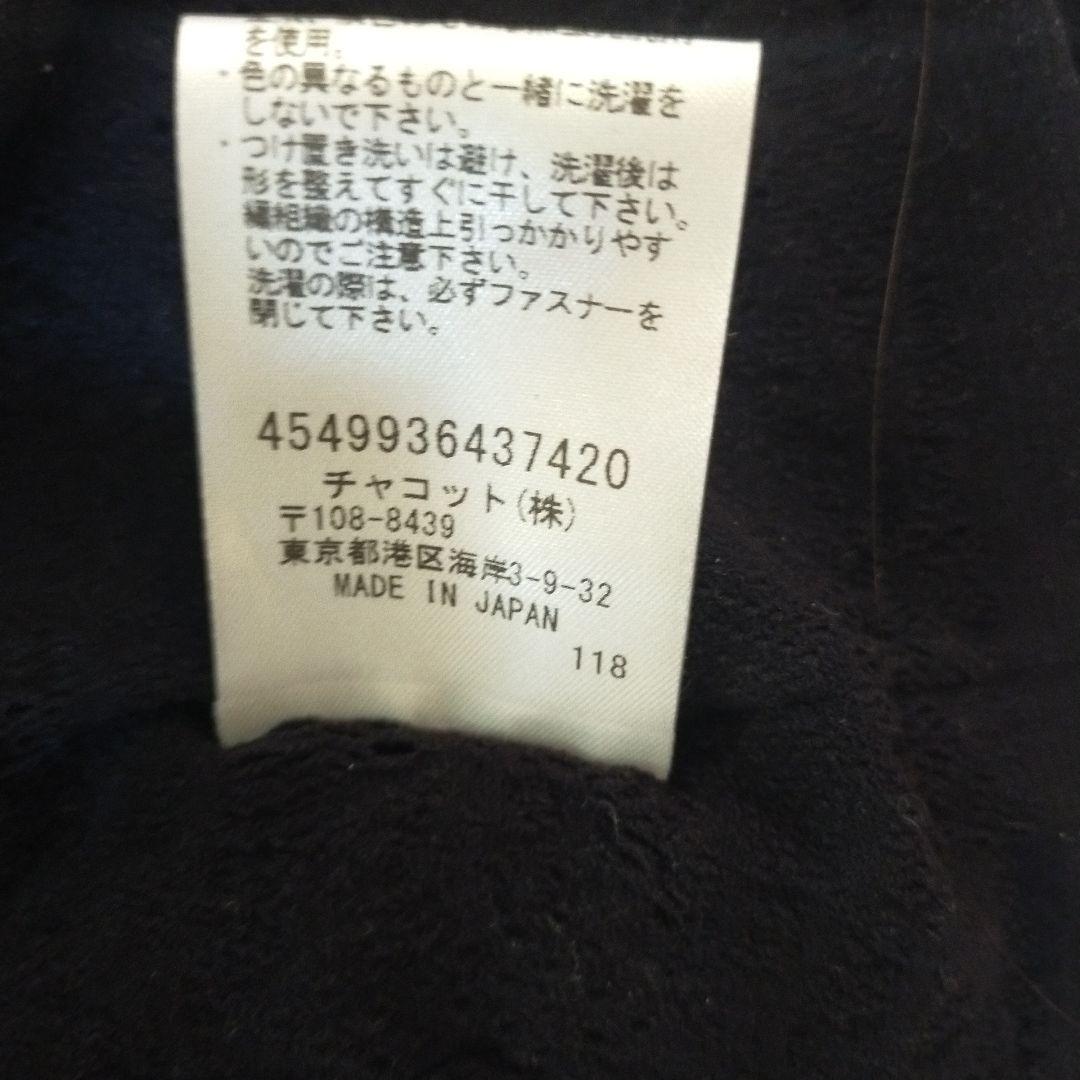 を使用。
・色の異なるものと一緒に洗濯を
しないで下さい。
・つけ置き洗いは避け、洗濯後は
形を整えてすぐに干して下さい。
繊組織の構造上引っかかりやす
いのでご注意下さい。
洗濯の際は、必ずファスナーを
閉じて下さい。
4549936437420
チャコット(株)
〒108-8439
東京都港区海岸3-9-32
MADE IN JAPAN
118